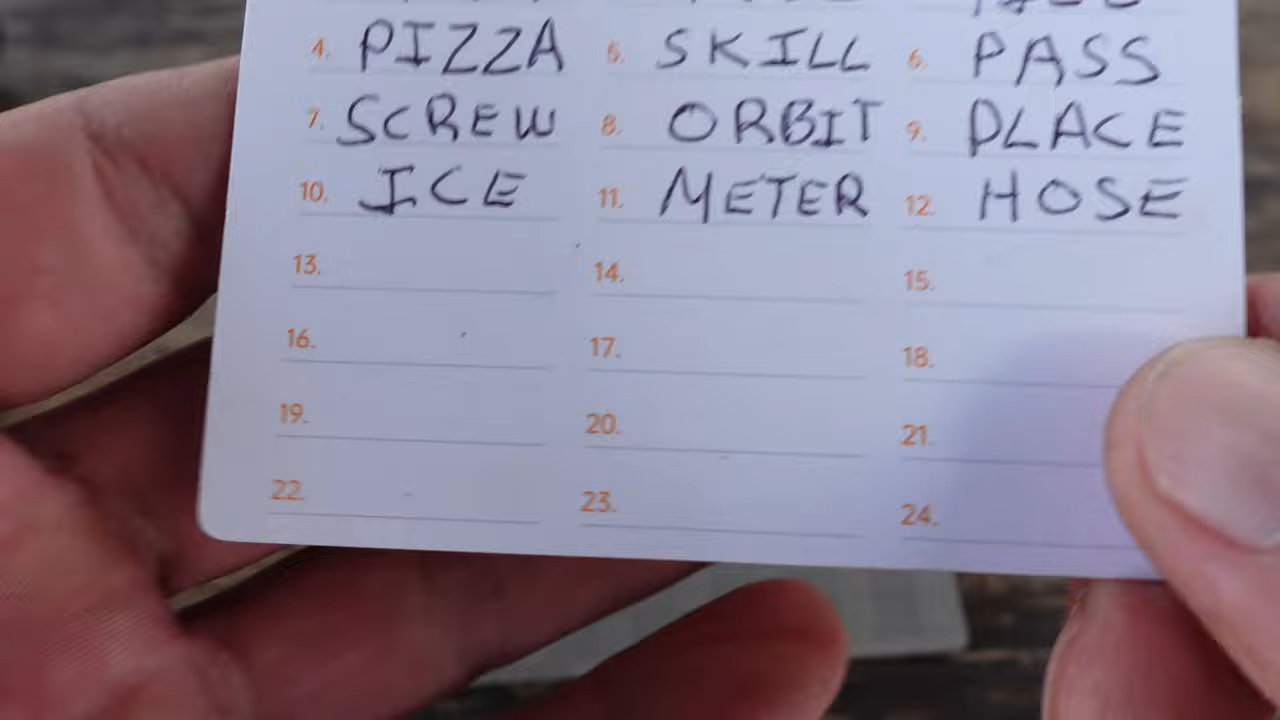 4. PIZZA 5. SKILL 6. PASS
7. SCREW 8. ORBIT 9. PLACE
10. ICE 11. METER 12. HOSE
13. 14. 15.
16. 17. 18.
19. 20. 21.
22. 23. 24.